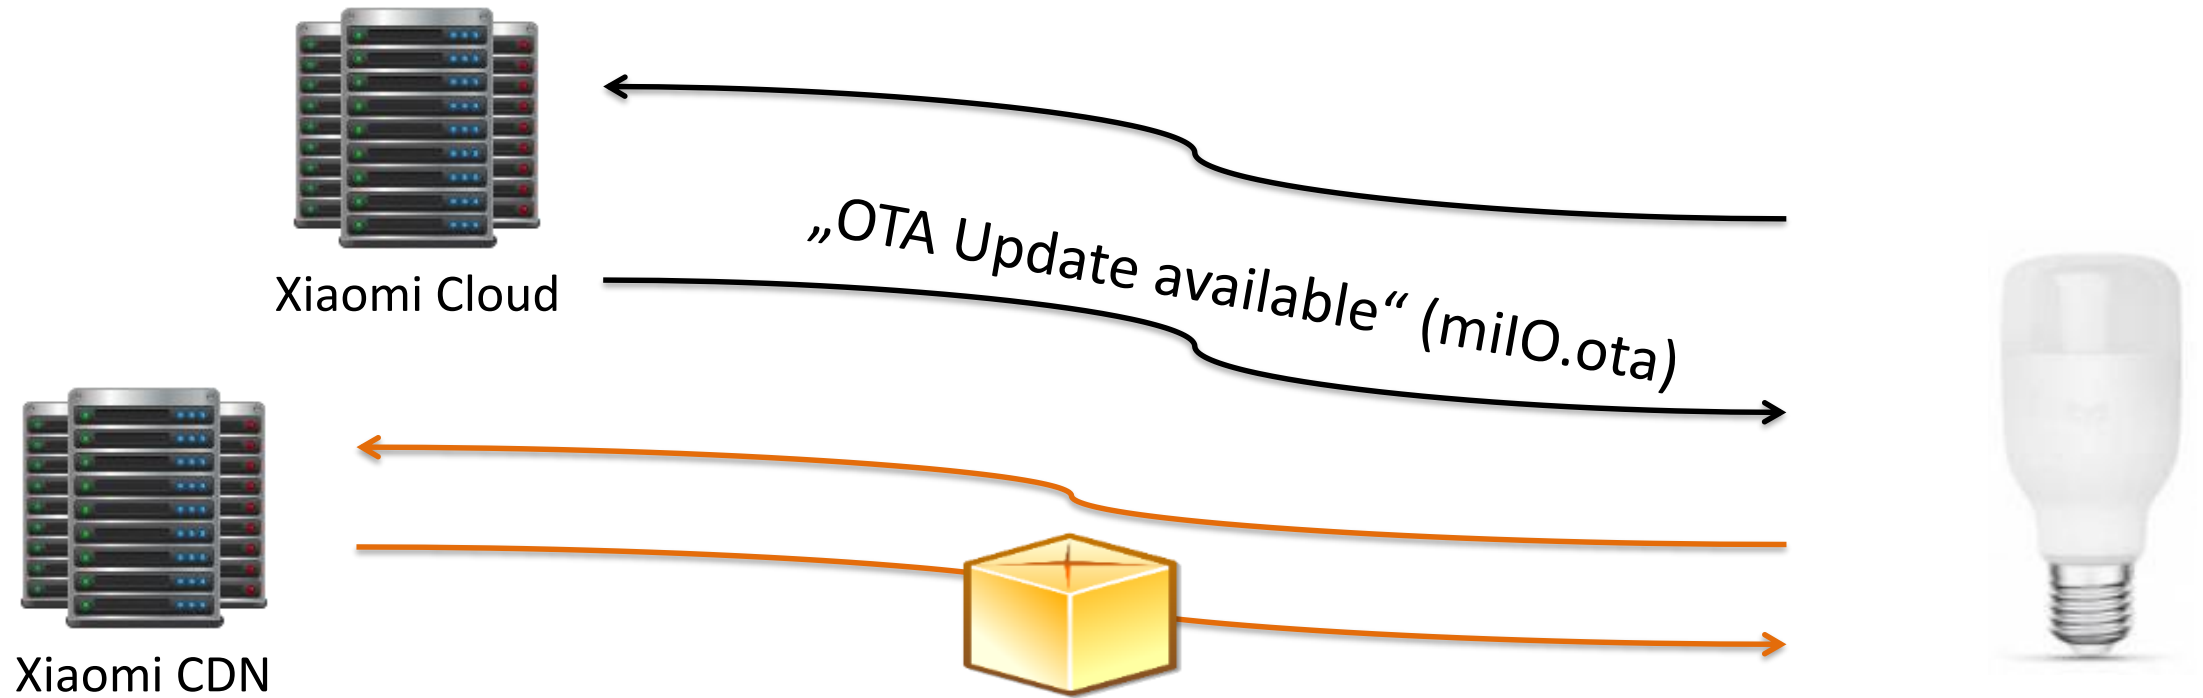 „OTA Update available“ (miIO.ota)
Xiaomi Cloud
Xiaomi CDN